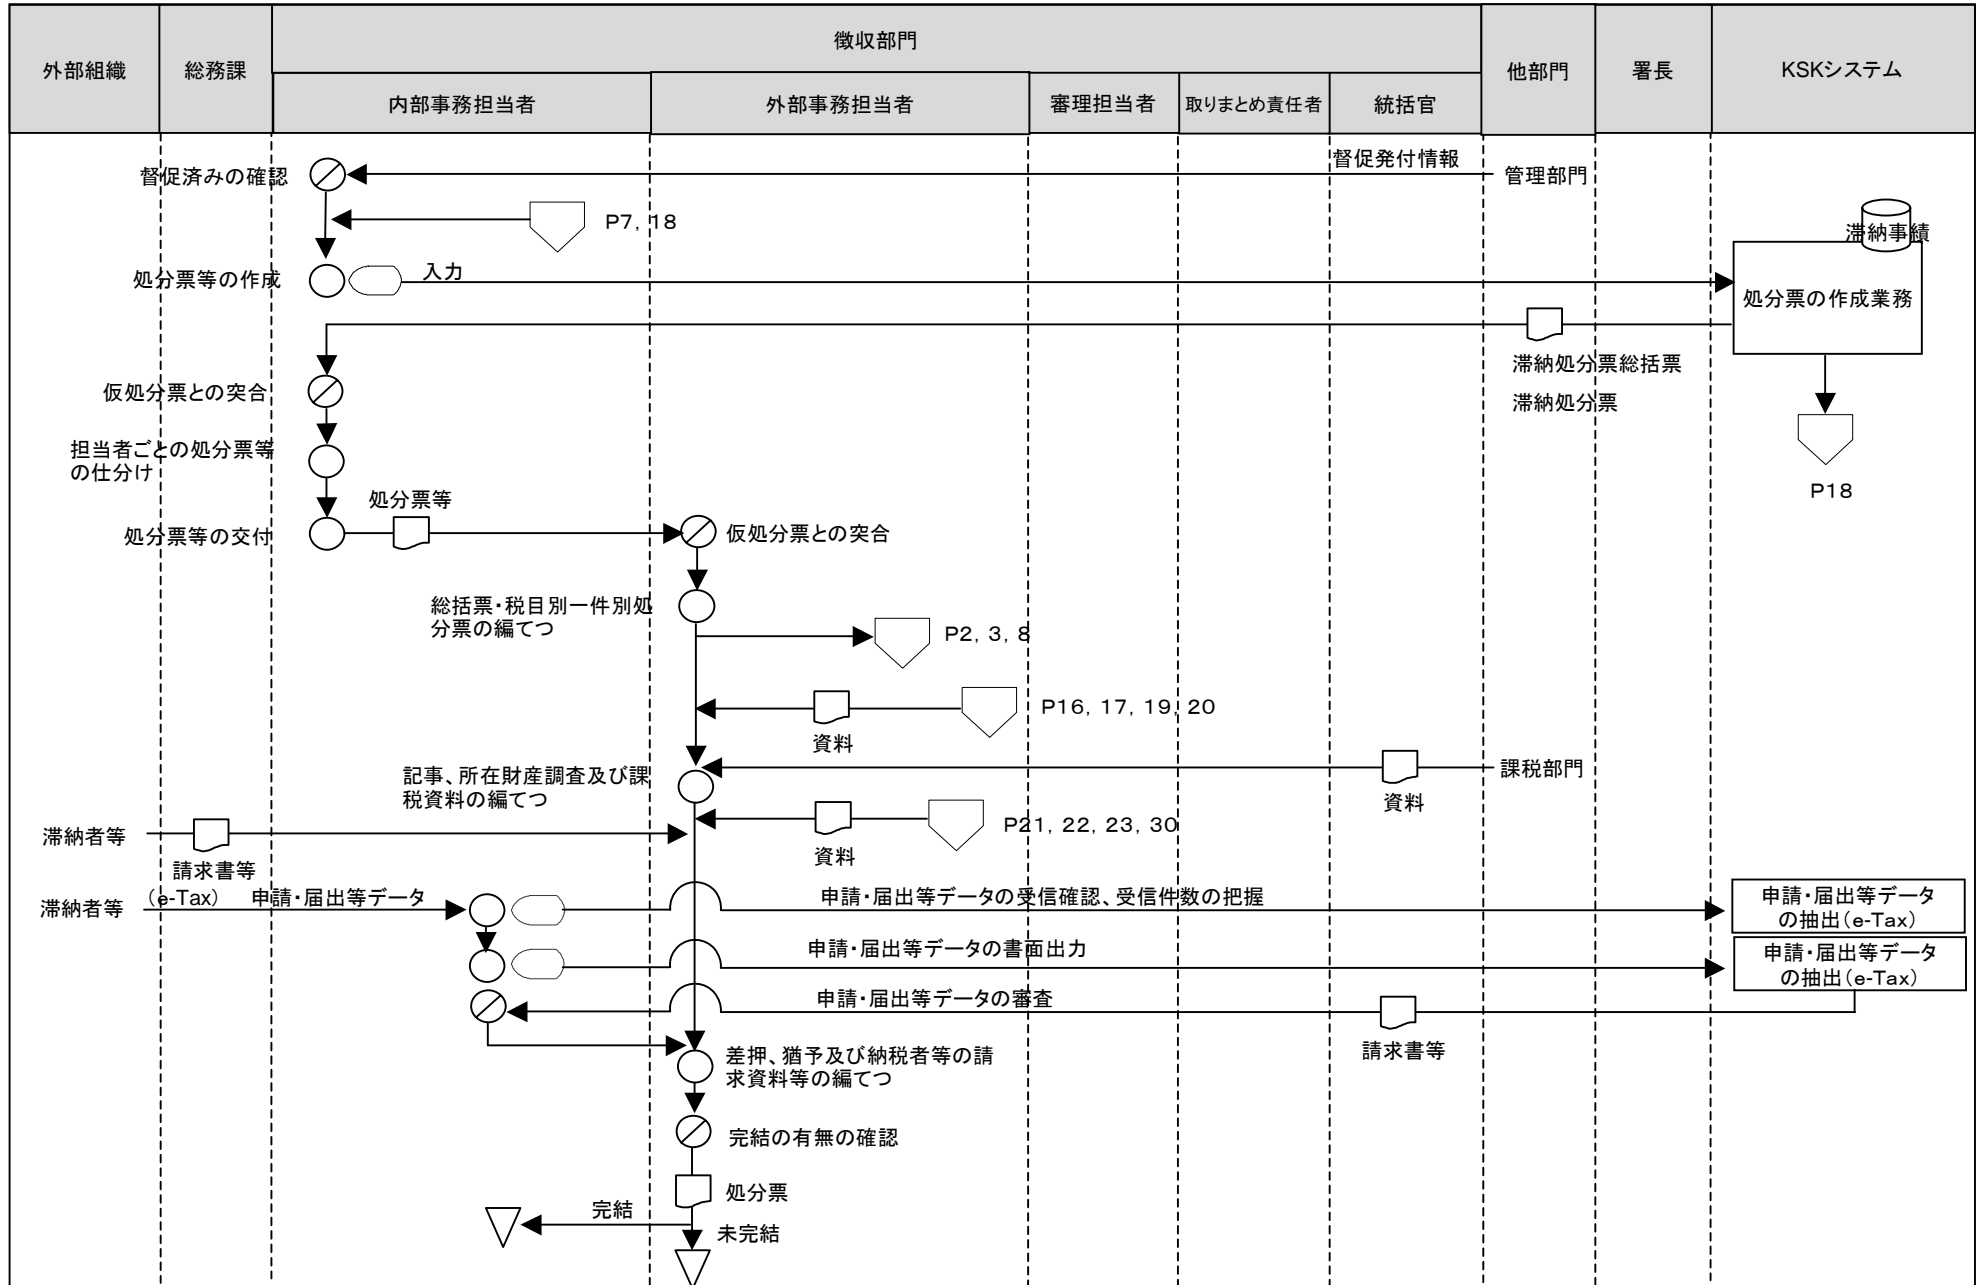 外部組織
総務課
徴収部門
他部門
署長
KSKシステム
内部事務担当者
外部事務担当者
審理担当者
取りまとめ責任者
統括官
督促発付情報
督促済みの確認
管理部門
P7, 18
滞納事績
処分票等の作成
入力
処分票の作成業務
滞納処分票総括票
滞納処分票
仮処分票との突合
担当者ごとの処分票等
の仕分け
P18
処分票等
処分票等の交付
仮処分票との突合
総括票・税目別一件別処
分票の編てつ
P2, 3, 8
P16, 17, 19, 20
資料
記事、所在財産調査及び課
税資料の編てつ
課税部門
資料
滞納者等
P21, 22, 23, 30
資料
請求書等
滞納者等
(e-Tax)
申請・届出等データ
申請・届出等データの受信確認、受信件数の把握
申請・届出等データ
の抽出(e-Tax)
申請・届出等データの書面出力
申請・届出等データ
の抽出(e-Tax)
申請・届出等データの審査
請求書等
差押、猶予及び納税者等の請
求資料等の編てつ
完結の有無の確認
処分票
完結
未完結